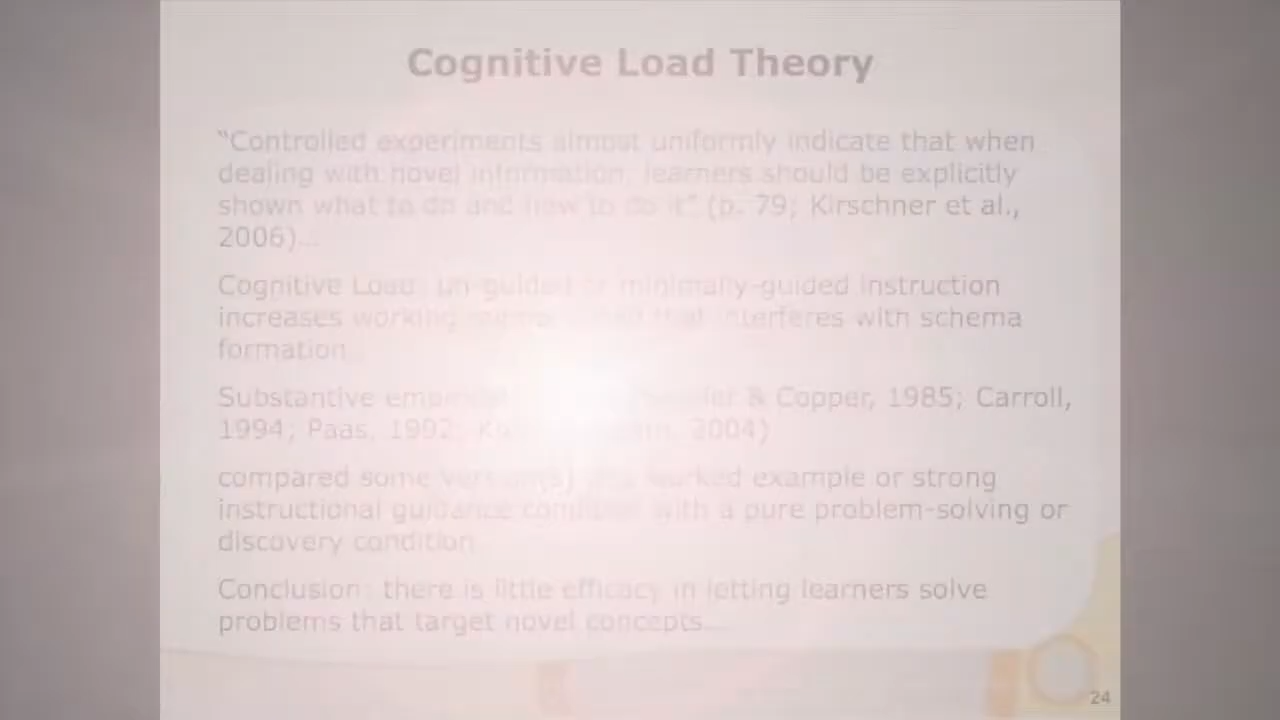 Cognitive Load Theory
“Controlled experiments almost uniformly indicate that when
dealing with novel information, learners should be explicitly
shown what to do and how to do it” (p. 79; Kirschner et al.,
2006)...
Cognitive Load: un-guided or minimally-guided instruction
increases working memory load that interferes with schema
formation
Substantive empirical & Copper, 1985; Carroll,
1994; Paas, 1992; 2004)
compared some version(s) of a worked example or strong
instructional guidance condition with a pure problem-solving or
discovery condition
Conclusion: there is little efficacy in letting learners solve
problems that target novel concepts...
24